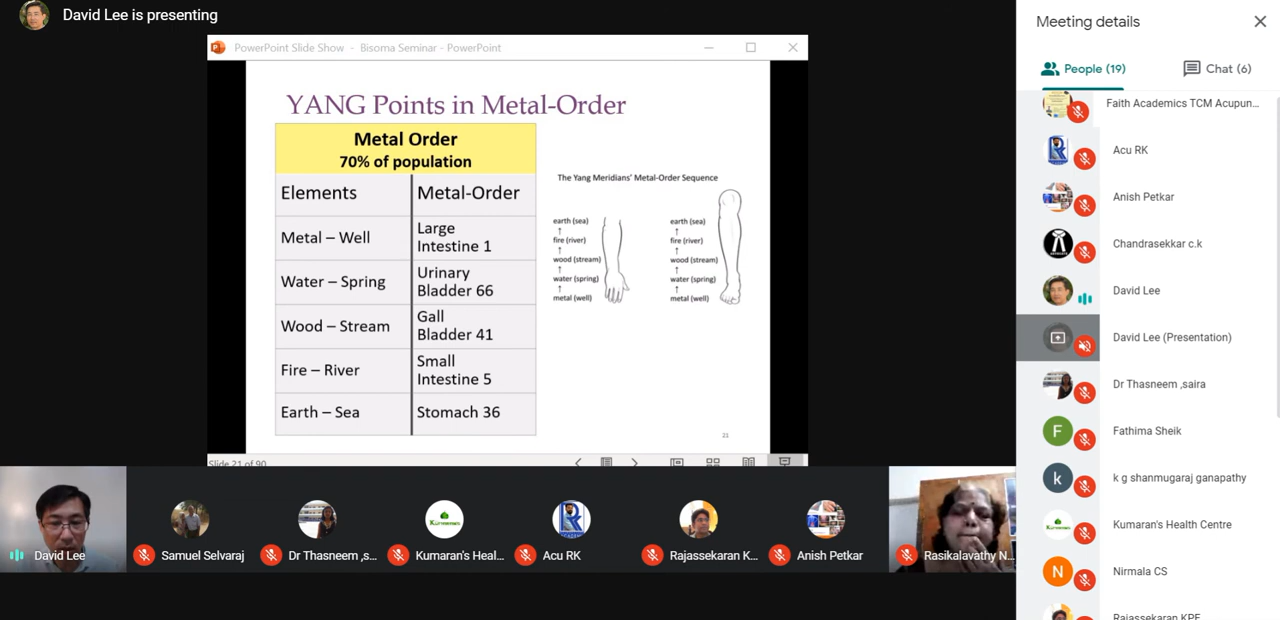 David Lee is presenting
PowerPoint Slide Show - Bisoma Seminar - PowerPoint
YANG Points in Metal-Order
Metal Order
70% of population
Elements
Metal-Order
Metal – Well
Large
Intestine 1
Water – Spring
Urinary
Bladder 66
Wood – Stream
Gall
Bladder 41
Fire – River
Small
Intestine 5
Earth – Sea
Stomach 36
The Yang Meridians' Metal-Order Sequence
earth (sea)
↑
fire (river)
↑
wood (stream)
↑
water (spring)
↑
metal (well)
earth (sea)
↑
fire (river)
↑
wood (stream)
↑
water (spring)
↑
metal (well)
21
Slide 21 of 90
David Lee
Samuel Selvaraj
Dr Thasneem ,s...
Kumaran's Heal...
Acu RK
Rajassekaran K...
Anish Petkar
Rasikalavathy N...
Meeting details
People (19)
Chat (6)
Faith Academics TCM Acupun...
Acu RK
Anish Petkar
Chandrasekkar c.k
David Lee
David Lee (Presentation)
Dr Thasneem ,saira
F
Fathima Sheik
k
k g shanmugaraj ganapathy
Kumaran's Health Centre
N
Nirmala CS
Rajassekaran KPE